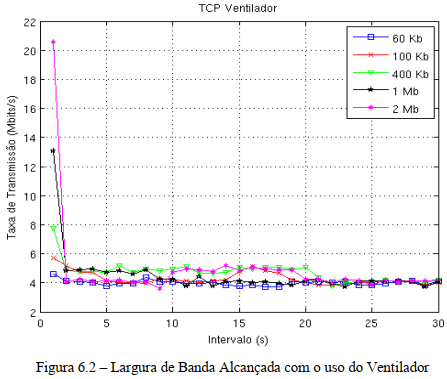 TCP Ventilador
22
20
18
16
14
12
10
8
6
4
2
Taxa de Transmissão (Mbits/s)
60 Kb
100 Kb
400 Kb
1 Mb
2 Mb
0 5 10 15 20 25 30
Intervalo (s)
Figura 6.2 – Largura de Banda Alcançada com o uso do Ventilador